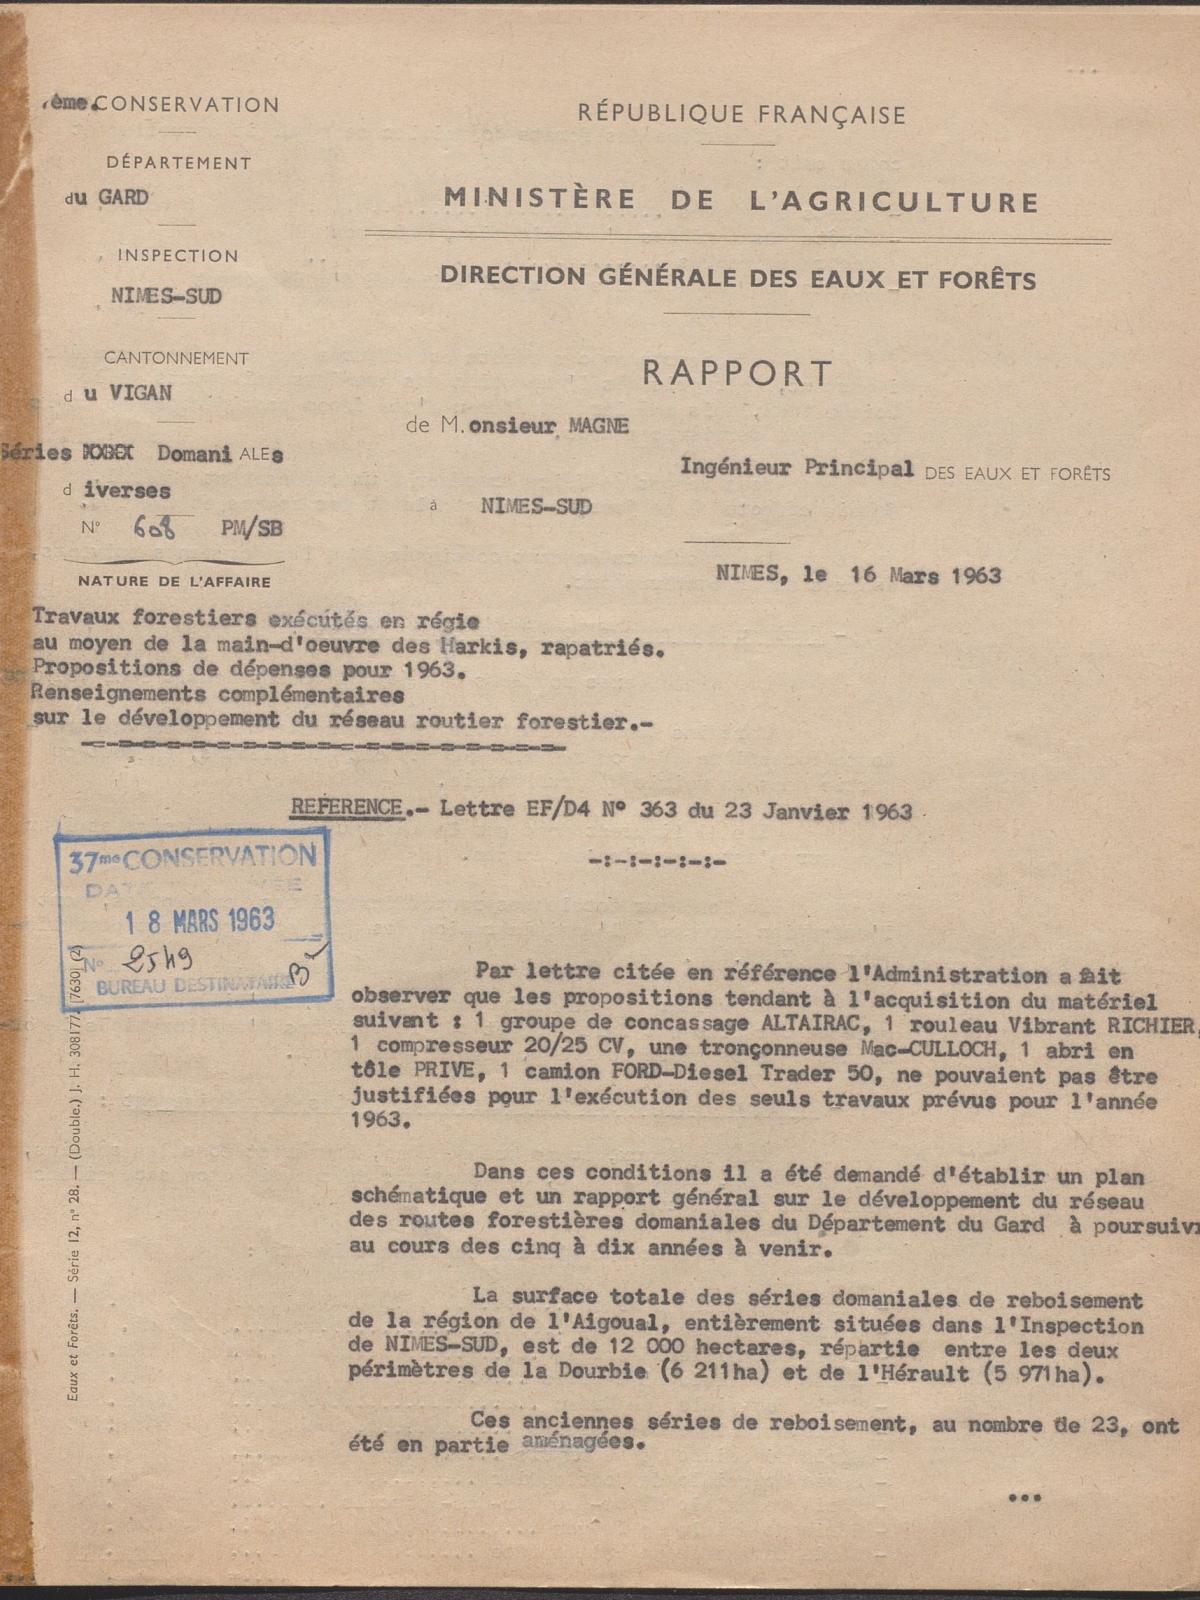 ème. CONSERVATION
DÉPARTEMENT
du GARD
INSPECTION
NIMES-SUD
CANTONNEMENT
du VIGAN
Séries XXXX DomaniALEs
diverses
N° 608 PM/SB
NATURE DE L'AFFAIRE
RÉPUBLIQUE FRANÇAISE
MINISTÈRE DE L'AGRICULTURE
DIRECTION GÉNÉRALE DES EAUX ET FORÊTS
RAPPORT
de M.onsieur MAGNE
Ingénieur Principal DES EAUX ET FORÊTS
à NIMES-SUD
NIMES, le 16 Mars 1963
Travaux forestiers exécutés en régie
au moyen de la main-d'oeuvre des Harkis, rapatriés.
Propositions de dépenses pour 1963.
Renseignements complémentaires
sur le développement du réseau routier forestier.-
REFERENCE.- Lettre EF/D4 N° 363 du 23 Janvier 1963
-:-:-:-:-:-
37me CONSERVATION
18 MARS 1963
N° 2549
BUREAU DESTINATAIRE
Par lettre citée en référence l'Administration a fait
observer que les propositions tendant à l'acquisition du matériel
suivant : 1 groupe de concassage ALTAIRAC, 1 rouleau Vibrant RICHIER,
1 compresseur 20/25 CV, une tronçonneuse Mac-CULLOCH, 1 abri en
tôle PRIVE, 1 camion FORD-Diesel Trader 50, ne pouvaient pas être
justifiées pour l'exécution des seuls travaux prévus pour l'année
1963.
Dans ces conditions il a été demandé d'établir un plan
schématique et un rapport général sur le développement du réseau
des routes forestières domaniales du Département du Gard à poursuivr
au cours des cinq à dix années à venir.
La surface totale des séries domaniales de reboisement
de la région de l'Aigoual, entièrement situées dans l'Inspection
de NIMES-SUD, est de 12 000 hectares, répartie entre les deux
périmètres de la Dourbie (6 211ha) et de l'Hérault (5 971ha).
Ces anciennes séries de reboisement, au nombre de 23, ont
été en partie aménagées.
...
Eaux et Forêts. — Série 12, n° 28. — (Double.) J. H. 308177. [7630] (2)